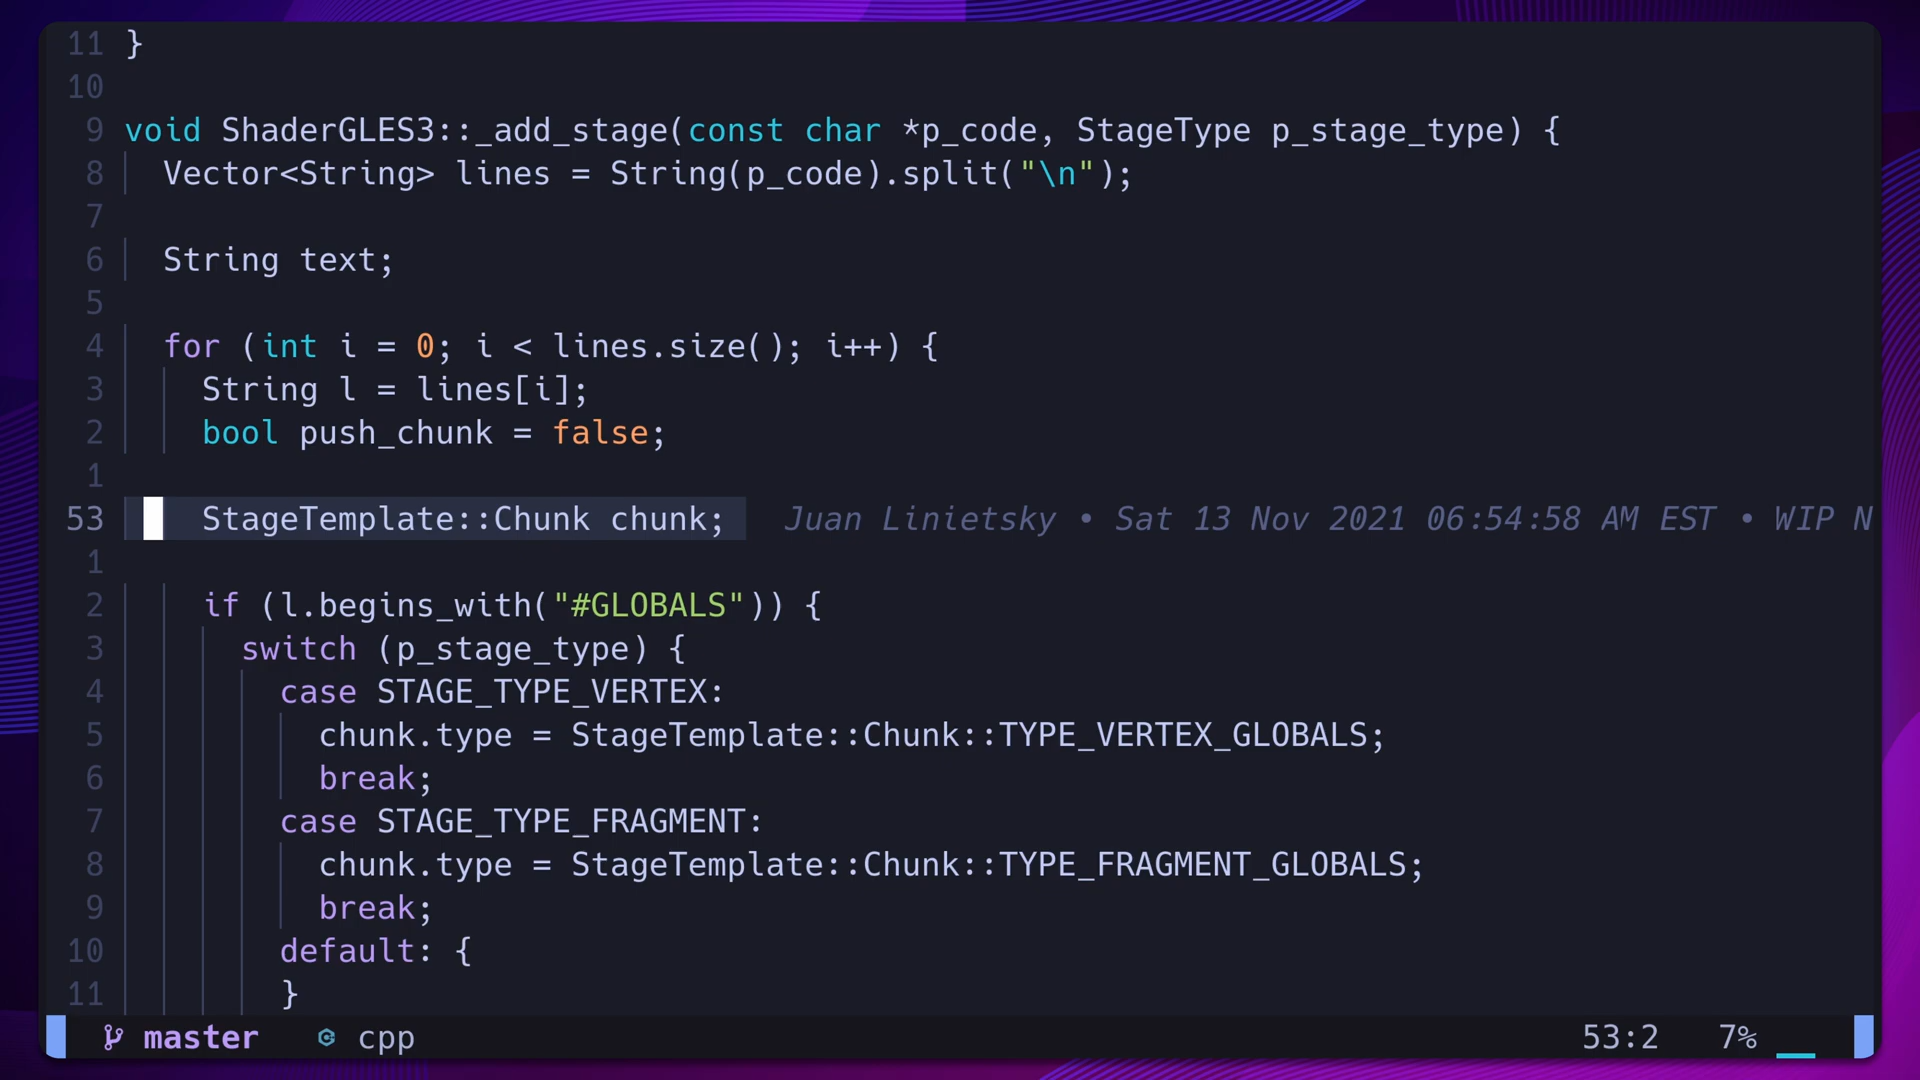 11 }
10
9 void ShaderGLES3::_add_stage(const char *p_code, StageType p_stage_type) {
8 Vector<String> lines = String(p_code).split("\n");
7
6 String text;
5
4 for (int i = 0; i < lines.size(); i++) {
3 String l = lines[i];
2 bool push_chunk = false;
1
53 StageTemplate::Chunk chunk; Juan Linietsky • Sat 13 Nov 2021 06:54:58 AM EST • WIP N
1
2 if (l.begins_with("#GLOBALS")) {
3 switch (p_stage_type) {
4 case STAGE_TYPE_VERTEX:
5 chunk.type = StageTemplate::Chunk::TYPE_VERTEX_GLOBALS;
6 break;
7 case STAGE_TYPE_FRAGMENT:
8 chunk.type = StageTemplate::Chunk::TYPE_FRAGMENT_GLOBALS;
9 break;
10 default: {
11 }
master cpp 53:2 7%